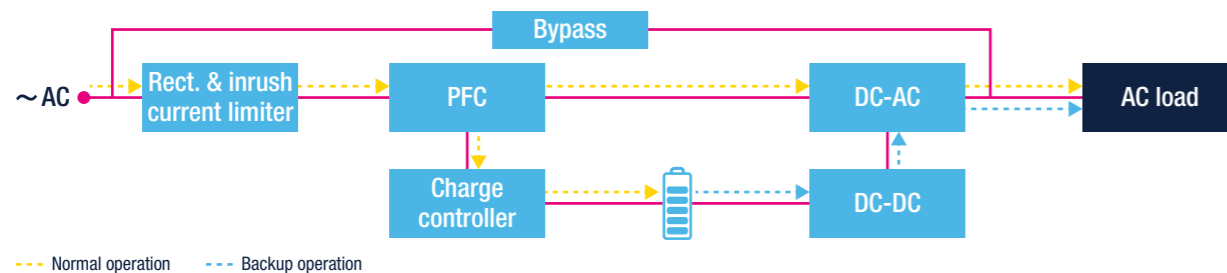 Bypass
~ AC
Rect. & inrush
current limiter
PFC
DC-AC
AC load
Charge
controller
DC-DC
Normal operation
Backup operation